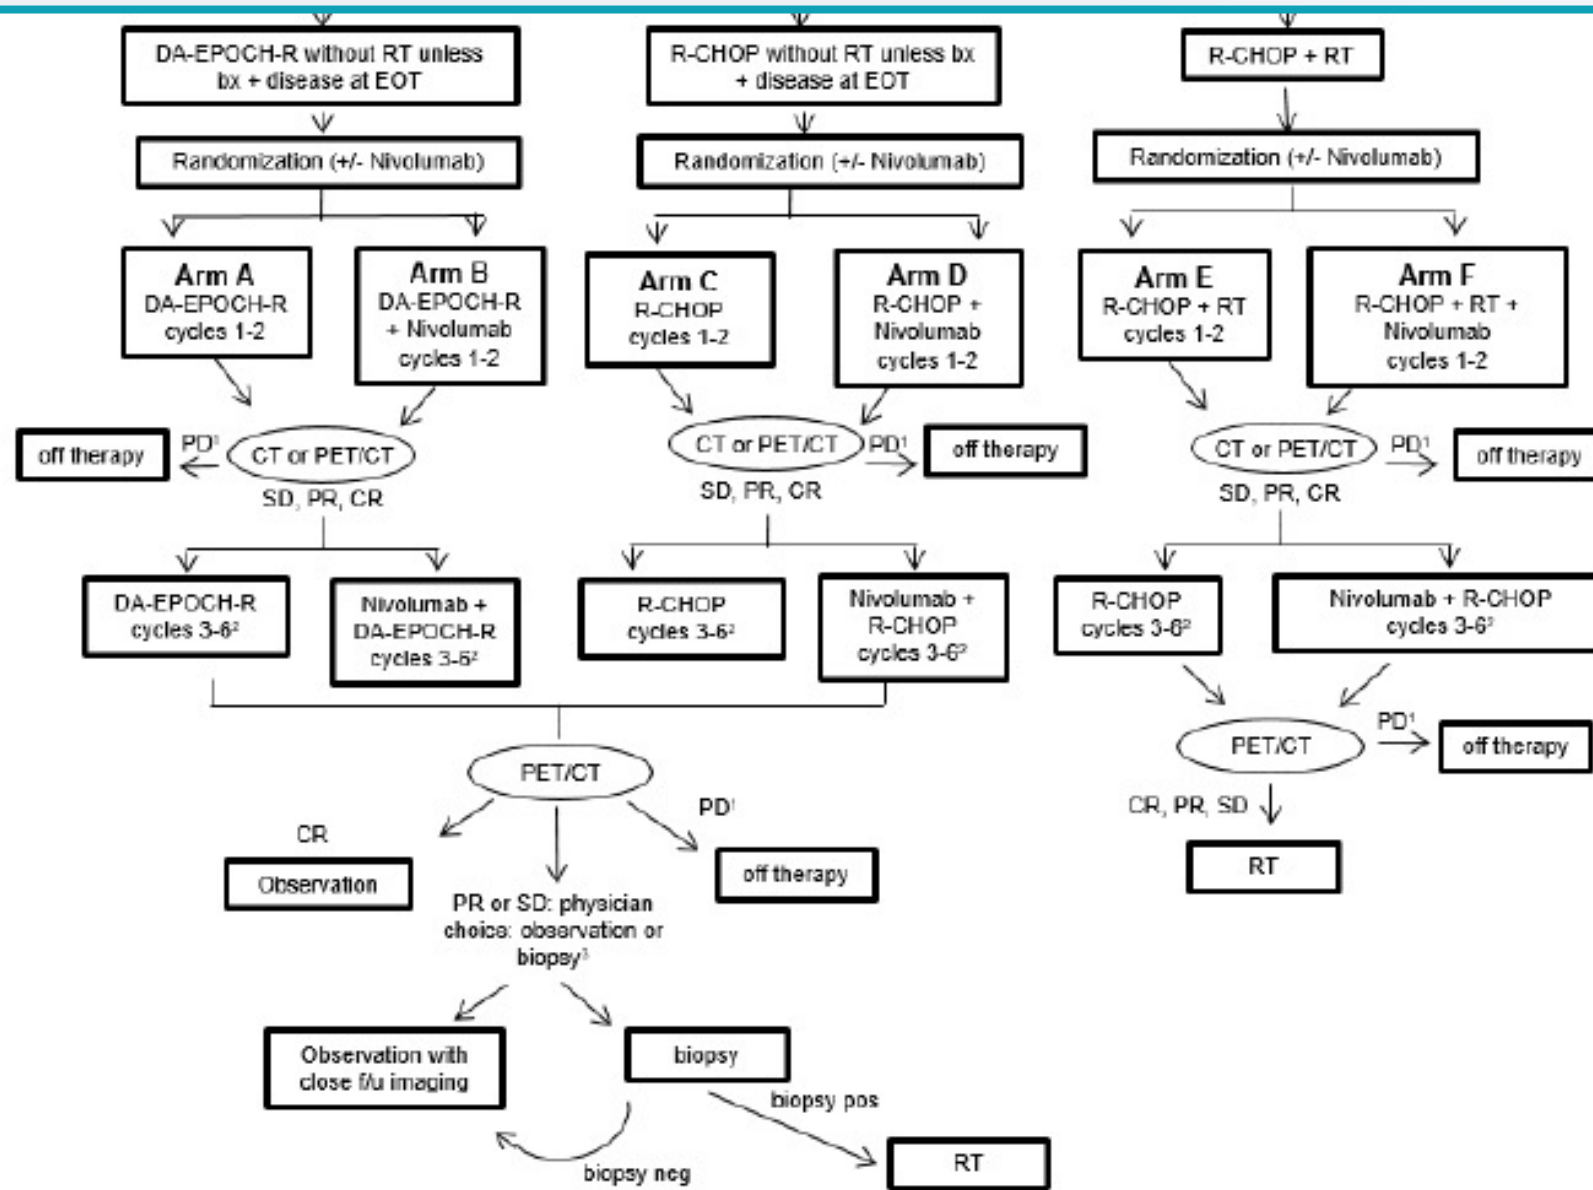 DA-EPOCH-R without RT unless
bx + disease at EOT
R-CHOP without RT unless bx
+ disease at EOT
R-CHOP + RT
Randomization (+/- Nivolumab)
Randomization (+/- Nivolumab)
Randomization (+/- Nivolumab)
Arm A
DA-EPOCH-R
cycles 1-2
Arm B
DA-EPOCH-R
+ Nivolumab
cycles 1-2
Arm C
R-CHOP
cycles 1-2
Arm D
R-CHOP +
Nivolumab
cycles 1-2
Arm E
R-CHOP + RT
cycles 1-2
Arm F
R-CHOP + RT +
Nivolumab
cycles 1-2
off therapy
PD¹
CT or PET/CT
SD, PR, CR
CT or PET/CT
PD¹
off therapy
SD, PR, CR
CT or PET/CT
PD¹
off therapy
SD, PR, CR
DA-EPOCH-R
cycles 3-6²
Nivolumab +
DA-EPOCH-R
cycles 3-6²
R-CHOP
cycles 3-6²
Nivolumab +
R-CHOP
cycles 3-6²
R-CHOP
cycles 3-6²
Nivolumab + R-CHOP
cycles 3-6²
PET/CT
PET/CT
PD¹
off therapy
CR
PD¹
CR, PR, SD
Observation
off therapy
RT
PR or SD: physician
choice: observation or
biopsy³
Observation with
close f/u imaging
biopsy
biopsy pos
biopsy neg
RT